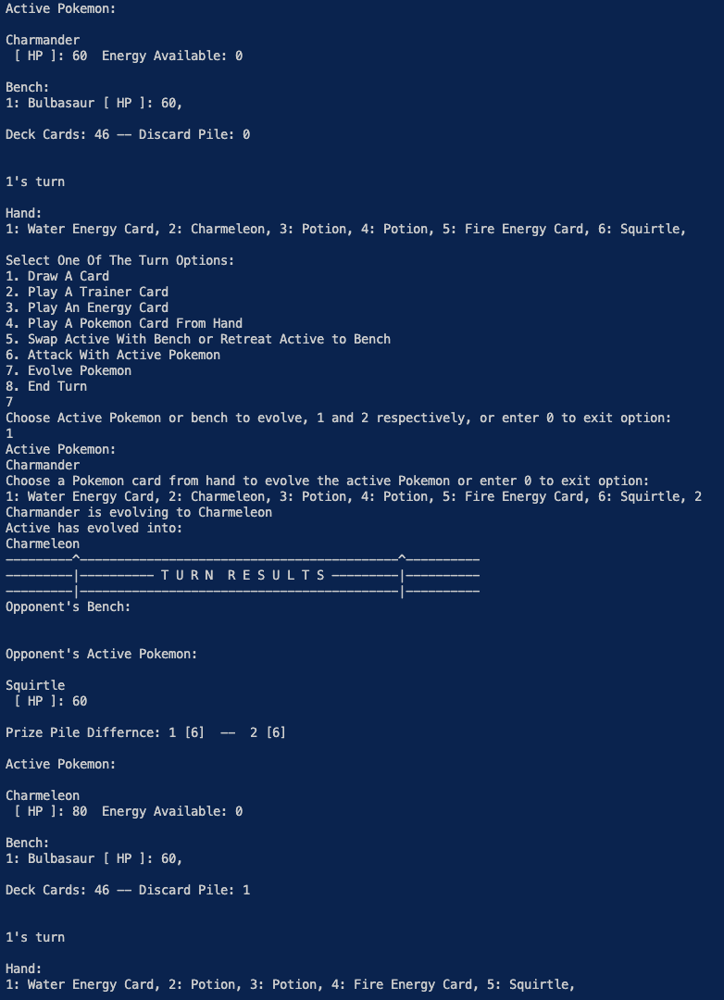 Active Pokemon:
Charmander
[ HP ]: 60  Energy Available: 0
Bench:
1: Bulbasaur [ HP ]: 60,
Deck Cards: 46 -- Discard Pile: 0
1's turn
Hand:
1: Water Energy Card, 2: Charmeleon, 3: Potion, 4: Potion, 5: Fire Energy Card, 6: Squirtle,
Select One Of The Turn Options:
1. Draw A Card
2. Play A Trainer Card
3. Play An Energy Card
4. Play A Pokemon Card From Hand
5. Swap Active With Bench or Retreat Active to Bench
6. Attack With Active Pokemon
7. Evolve Pokemon
8. End Turn
7
Choose Active Pokemon or bench to evolve, 1 and 2 respectively, or enter 0 to exit option:
1
Active Pokemon:
Charmander
Choose a Pokemon card from hand to evolve the active Pokemon or enter 0 to exit option:
1: Water Energy Card, 2: Charmeleon, 3: Potion, 4: Potion, 5: Fire Energy Card, 6: Squirtle, 2
Charmander is evolving to Charmeleon
Active has evolved into:
Charmeleon
---------^-------------------------------------------^----------
---------|---------- T U R N  R E S U L T S ---------|----------
---------|-------------------------------------------|----------
Opponent's Bench:
Opponent's Active Pokemon:
Squirtle
[ HP ]: 60
Prize Pile Differnce: 1 [6]  --  2 [6]
Active Pokemon:
Charmeleon
[ HP ]: 80  Energy Available: 0
Bench:
1: Bulbasaur [ HP ]: 60,
Deck Cards: 46 -- Discard Pile: 1
1's turn
Hand:
1: Water Energy Card, 2: Potion, 3: Potion, 4: Fire Energy Card, 5: Squirtle,